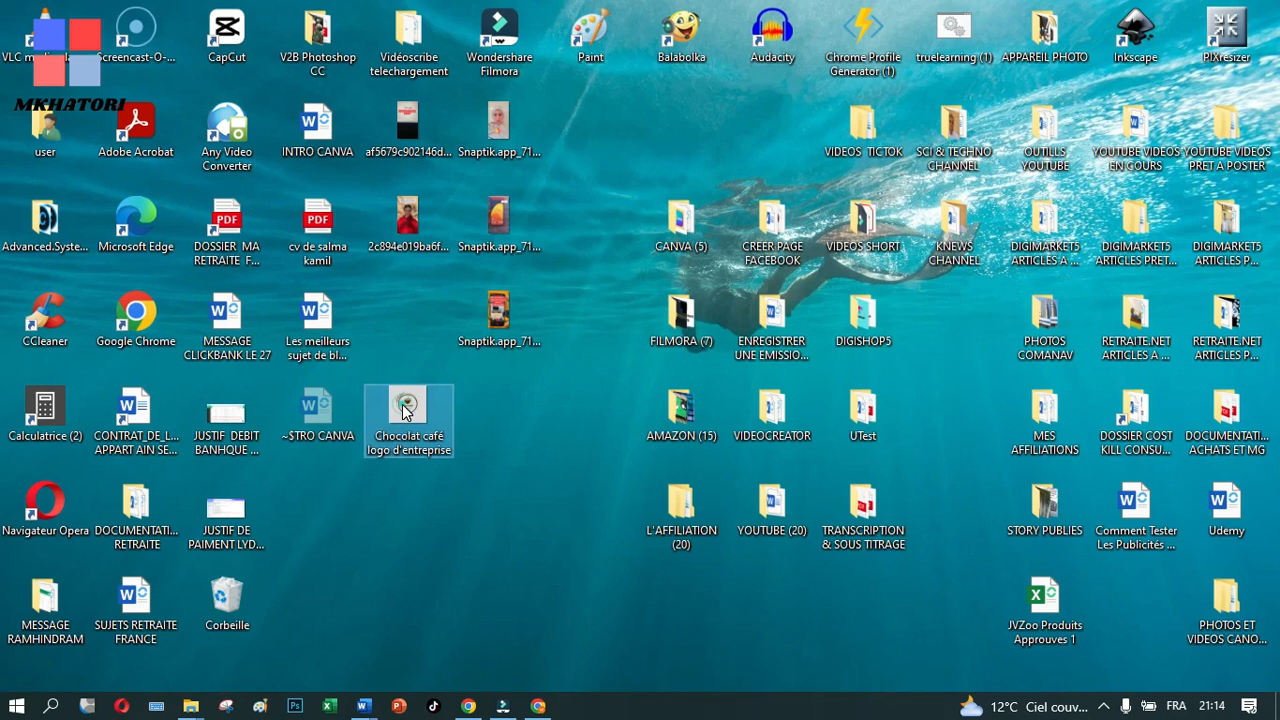 VLC m...
Screencast-O-...
CapCut
V2B Photoshop
CC
Vidéoscribe
telechargement
Wondershare
Filmora
Paint
Balabolka
Audacity
Chrome Profile
Generator (1)
truelearning (1)
APPAREIL PHOTO
Inkscape
PIXresizer
MKHATORI
user
Adobe Acrobat
Any Video
Converter
INTRO CANVA
af5679c902146d...
Snaptik.app_71...
VIDEOS TICTOK
SCI & TECHNO
CHANNEL
OUTILLS
YOUTUBE
YOUTUBE VIDEOS
EN COURS
YOUTUBE VIDEOS
PRET A POSTER
Advanced.Syste...
Microsoft Edge
DOSSIER MA
RETRAITE F...
cv de salma
kamil
2c894e019ba6f...
Snaptik.app_71...
CANVA (5)
CREER PAGE
FACEBOOK
VIDEOS SHORT
KNEWS
CHANNEL
DIGIMARKET5
ARTICLES A ...
DIGIMARKET5
ARTICLES PRET...
DIGIMARKET5
ARTICLES P...
CCleaner
Google Chrome
MESSAGE
CLICKBANK LE 27
Les meilleurs
sujet de bl...
Snaptik.app_71...
FILMORA (7)
ENREGISTRER
UNE EMISSIO...
DIGISHOP5
PHOTOS
COMANAV
RETRAITE.NET
ARTICLES A ...
RETRAITE.NET
ARTICLES P...
Calculatrice (2)
CONTRAT_DE_L...
APPART AIN SE...
JUSTIF DEBIT
BANHQUE ...
~$TRO CANVA
Chocolat café
logo d'entreprise
AMAZON (15)
VIDEOCREATOR
UTest
MES
AFFILIATIONS
DOSSIER COST
KILL CONSU...
DOCUMENTATI...
ACHATS ET MG
Navigateur Opera
DOCUMENTATI...
RETRAITE
JUSTIF DE
PAIMENT LYD...
L'AFFILIATION
(20)
YOUTUBE (20)
TRANSCRIPTION
& SOUS TITRAGE
STORY PUBLIES
Comment Tester
Les Publicités ...
Udemy
MESSAGE
RAMHINDRAM
SUJETS RETRAITE
FRANCE
Corbeille
JVZoo Produits
Approuves 1
PHOTOS ET
VIDEOS CANO...
12°C Ciel couv...
FRA
21:14